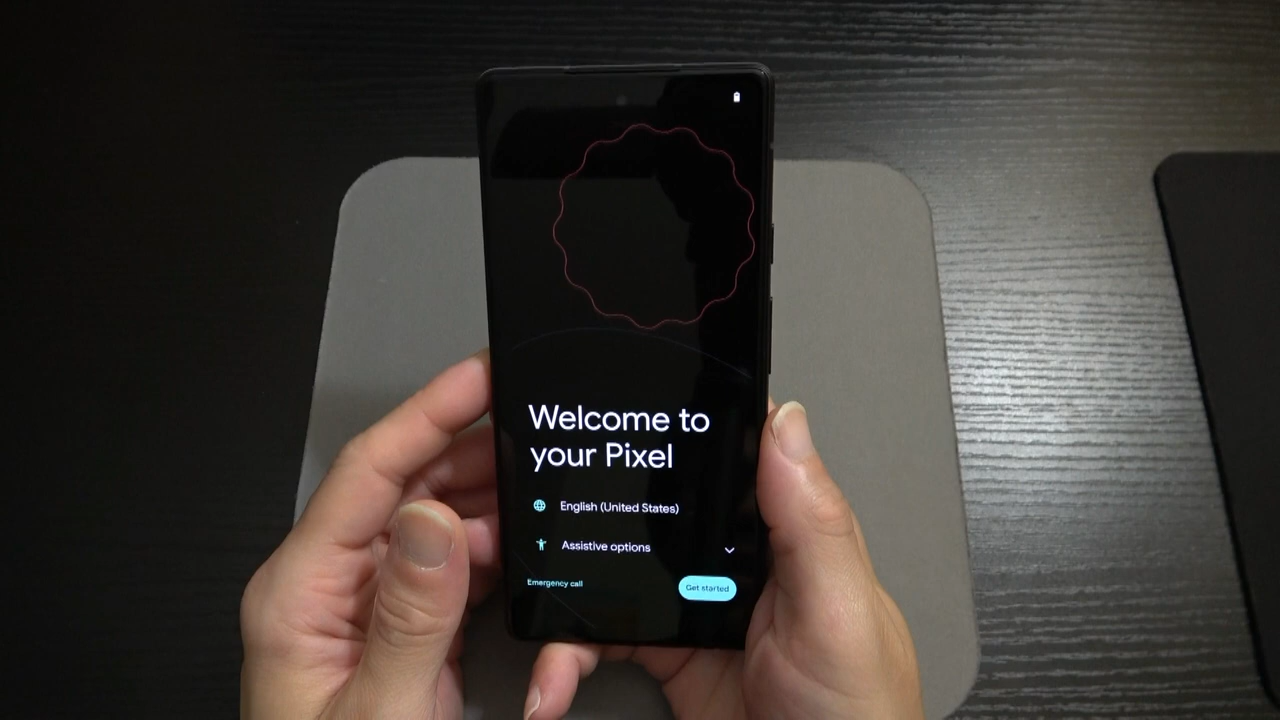 Welcome to
your Pixel
English (United States)
Assistive options
Emergency call
Get started